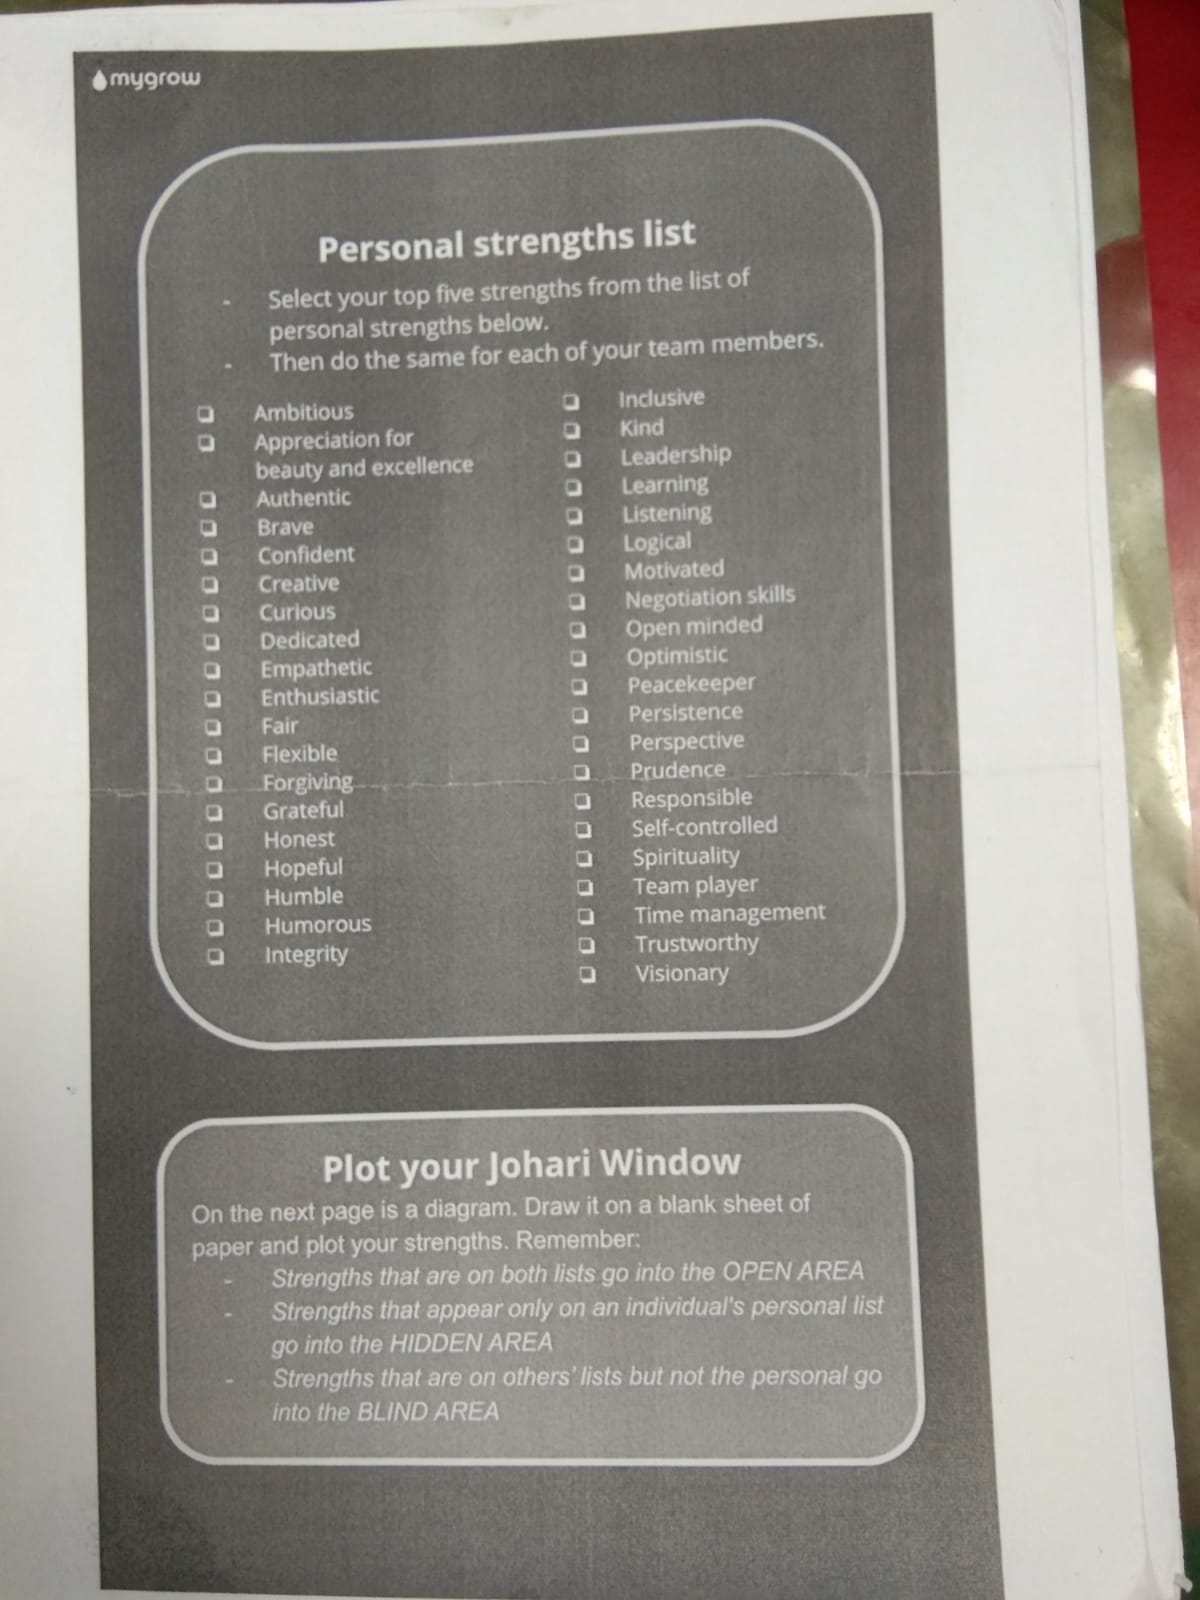 mygrow
Personal strengths list
- Select your top five strengths from the list of
personal strengths below.
- Then do the same for each of your team members.
❏ Ambitious
❏ Appreciation for
beauty and excellence
❏ Authentic
❏ Brave
❏ Confident
❏ Creative
❏ Curious
❏ Dedicated
❏ Empathetic
❏ Enthusiastic
❏ Fair
❏ Flexible
❏ Forgiving
❏ Grateful
❏ Honest
❏ Hopeful
❏ Humble
❏ Humorous
❏ Integrity
❏ Inclusive
❏ Kind
❏ Leadership
❏ Learning
❏ Listening
❏ Logical
❏ Motivated
❏ Negotiation skills
❏ Open minded
❏ Optimistic
❏ Peacekeeper
❏ Persistence
❏ Perspective
❏ Prudence
❏ Responsible
❏ Self-controlled
❏ Spirituality
❏ Team player
❏ Time management
❏ Trustworthy
❏ Visionary
Plot your Johari Window
On the next page is a diagram. Draw it on a blank sheet of
paper and plot your strengths. Remember:
- Strengths that are on both lists go into the OPEN AREA
- Strengths that appear only on an individual's personal list
go into the HIDDEN AREA
- Strengths that are on others' lists but not the personal go
into the BLIND AREA